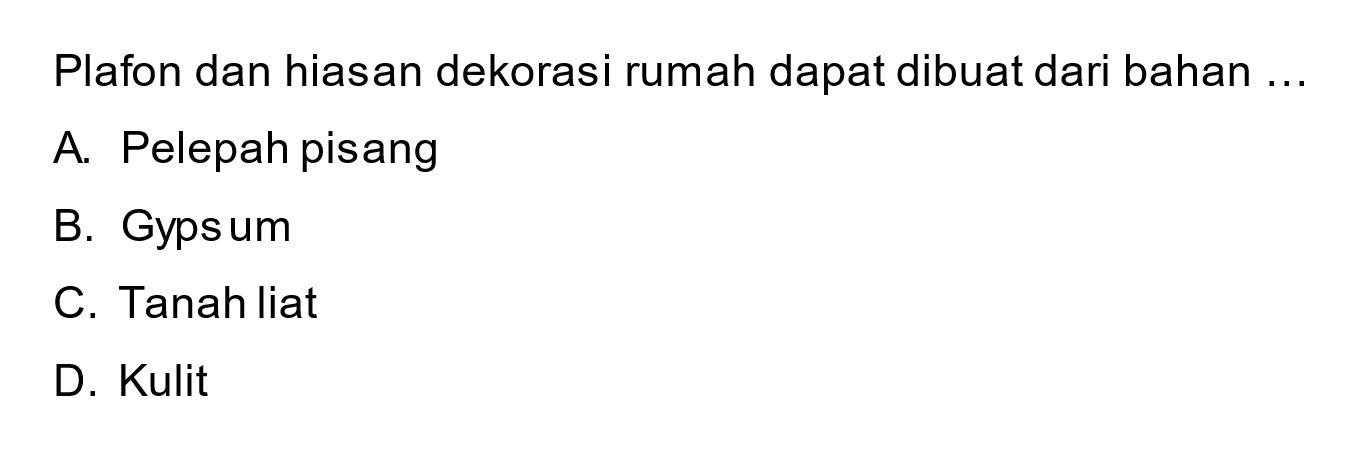 Plafon dan hiasan dekorasi rumah dapat dibuat dari bahan ...
A. Pelepah pisang
B. Gypsum
C. Tanah liat
D. Kulit